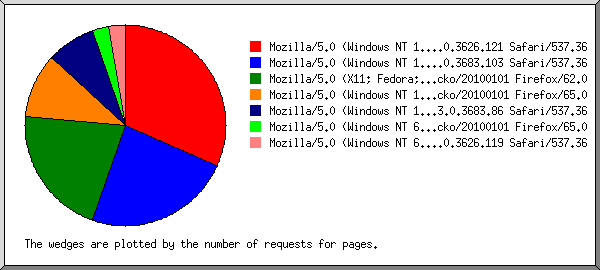 Mozilla/5.0 (Windows NT 1....0.3626.121 Safari/537.36
Mozilla/5.0 (Windows NT 1....0.3683.103 Safari/537.36
Mozilla/5.0 (X11; Fedora;...cko/20100101 Firefox/62.0
Mozilla/5.0 (Windows NT 1...cko/20100101 Firefox/65.0
Mozilla/5.0 (Windows NT 1...3.0.3683.86 Safari/537.36
Mozilla/5.0 (Windows NT 6...cko/20100101 Firefox/65.0
Mozilla/5.0 (Windows NT 6....0.3626.119 Safari/537.36
The wedges are plotted by the number of requests for pages.